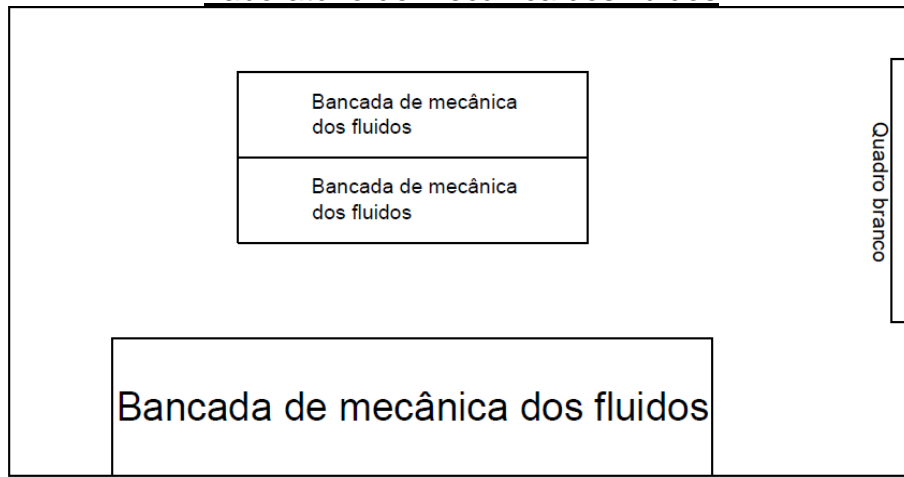 Bancada de mecânica
dos fluidos
Bancada de mecânica
dos fluidos
Quadro branco
Bancada de mecânica dos fluidos